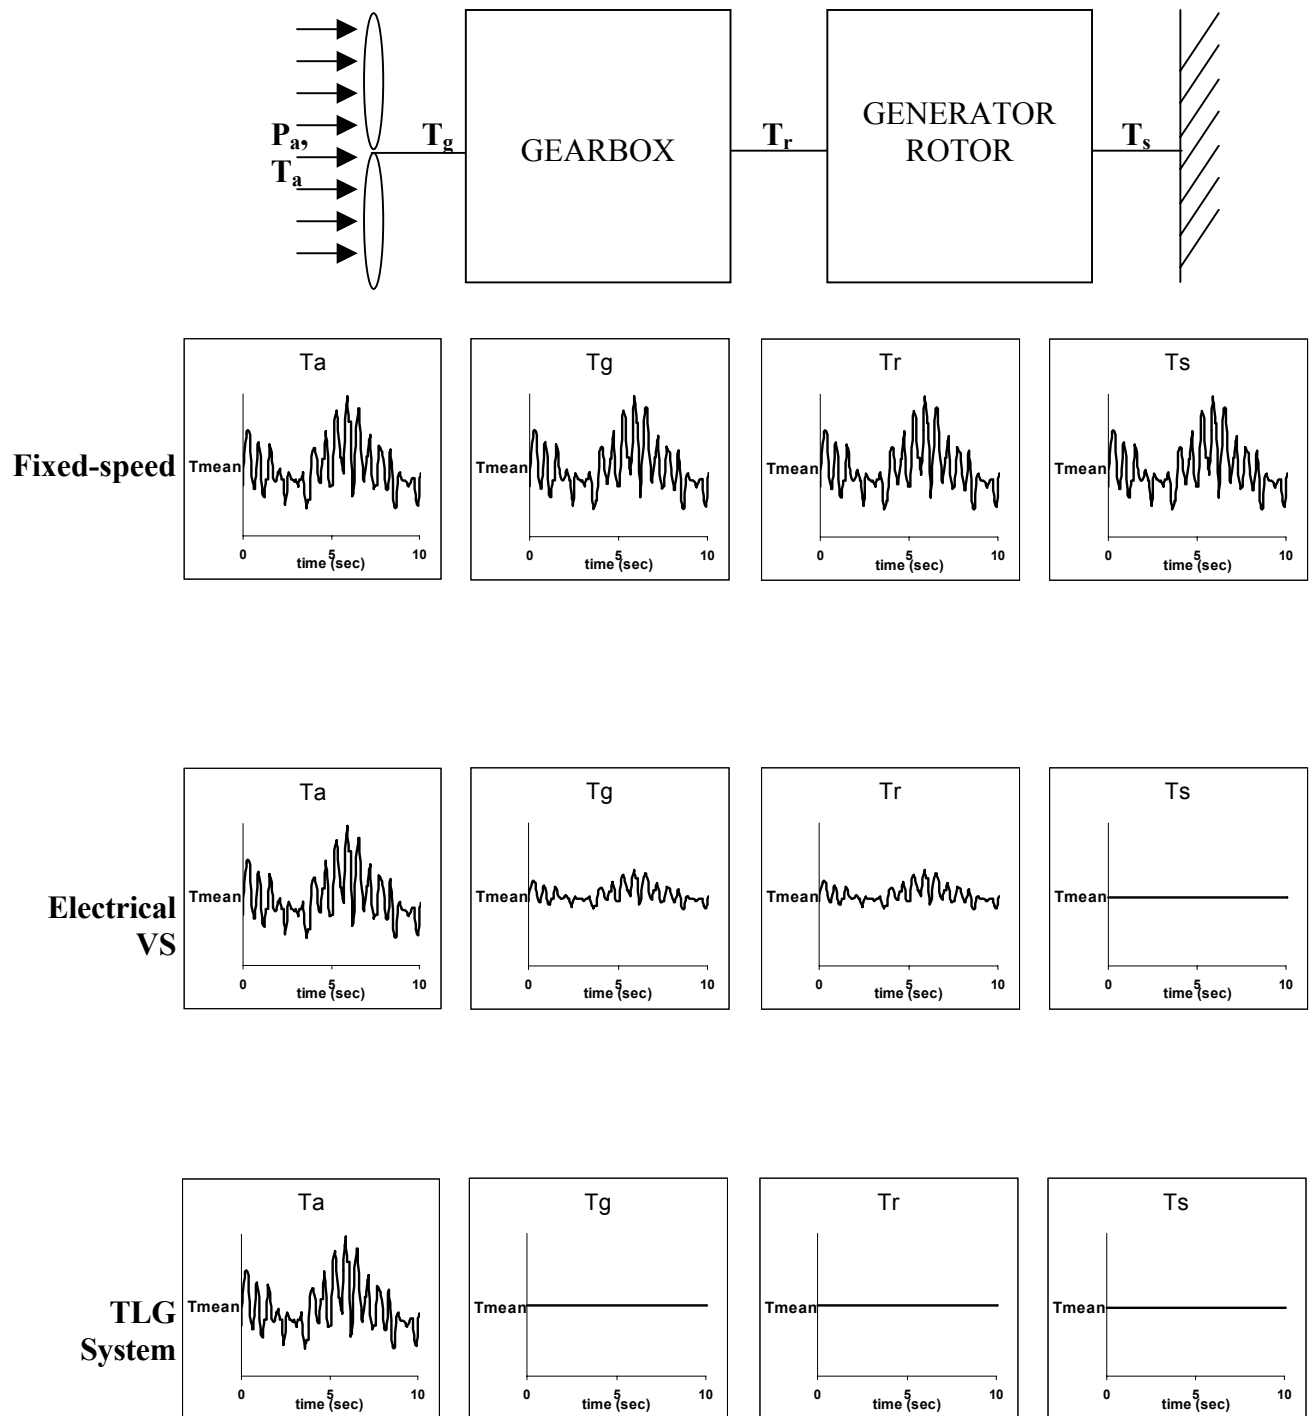 Pa,
Ta
Tg
GEARBOX
Tr
GENERATOR
ROTOR
Ts
Fixed-speed
Ta
Tmean
0
5
10
time (sec)
Tg
Tmean
0
5
10
time (sec)
Tr
Tmean
0
5
10
time (sec)
Ts
Tmean
0
5
10
time (sec)
Electrical
VS
Ta
Tmean
0
5
10
time (sec)
Tg
Tmean
0
5
10
time (sec)
Tr
Tmean
0
5
10
time (sec)
Ts
Tmean
0
5
10
time (sec)
TLG
System
Ta
Tmean
0
5
10
time (sec)
Tg
Tmean
0
5
10
time (sec)
Tr
Tmean
0
5
10
time (sec)
Ts
Tmean
0
5
10
time (sec)